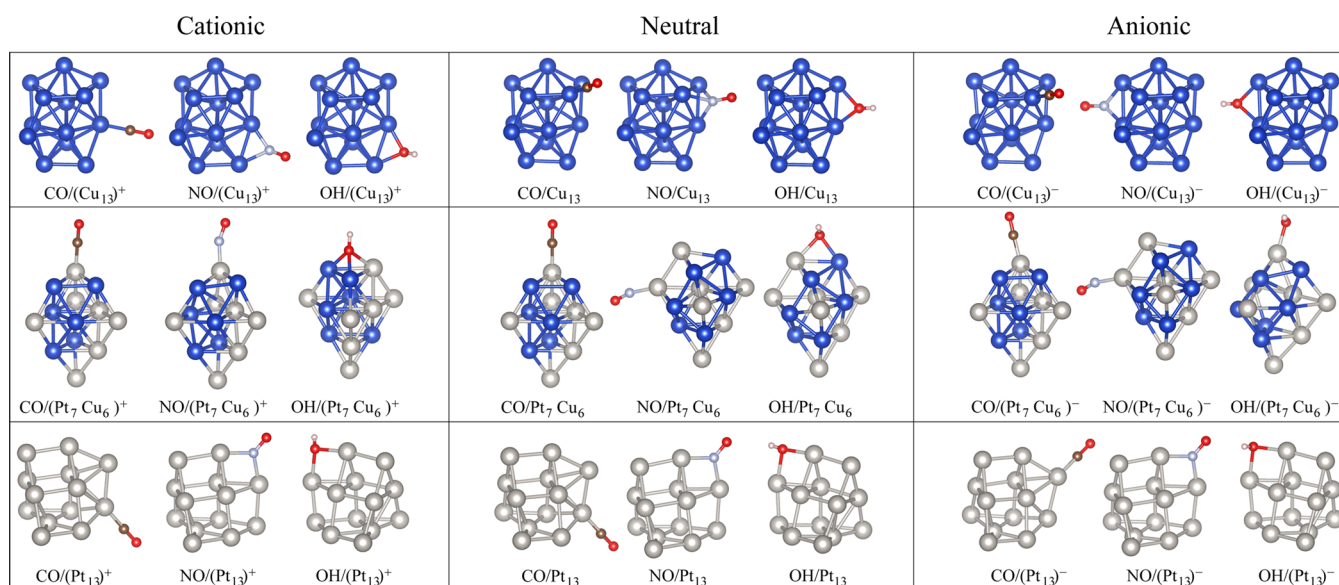 Cationic Neutral Anionic
CO/(Cu₁₃)⁺ NO/(Cu₁₃)⁺ OH/(Cu₁₃)⁺ CO/Cu₁₃ NO/Cu₁₃ OH/Cu₁₃ CO/(Cu₁₃)⁻ NO/(Cu₁₃)⁻ OH/(Cu₁₃)⁻
CO/(Pt₇ Cu₆ )⁺ NO/(Pt₇ Cu₆ )⁺ OH/(Pt₇ Cu₆ )⁺ CO/Pt₇ Cu₆ NO/Pt₇ Cu₆ OH/Pt₇ Cu₆ CO/(Pt₇ Cu₆ )⁻ NO/(Pt₇ Cu₆ )⁻ OH/(Pt₇ Cu₆ )⁻
CO/(Pt₁₃)⁺ NO/(Pt₁₃)⁺ OH/(Pt₁₃)⁺ CO/Pt₁₃ NO/Pt₁₃ OH/Pt₁₃ CO/(Pt₁₃)⁻ NO/(Pt₁₃)⁻ OH/(Pt₁₃)⁻